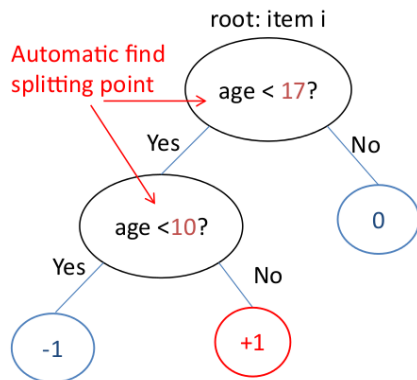 root: item i
Automatic find
splitting point
age < 17?
Yes
No
age <10?
0
Yes
No
-1
+1